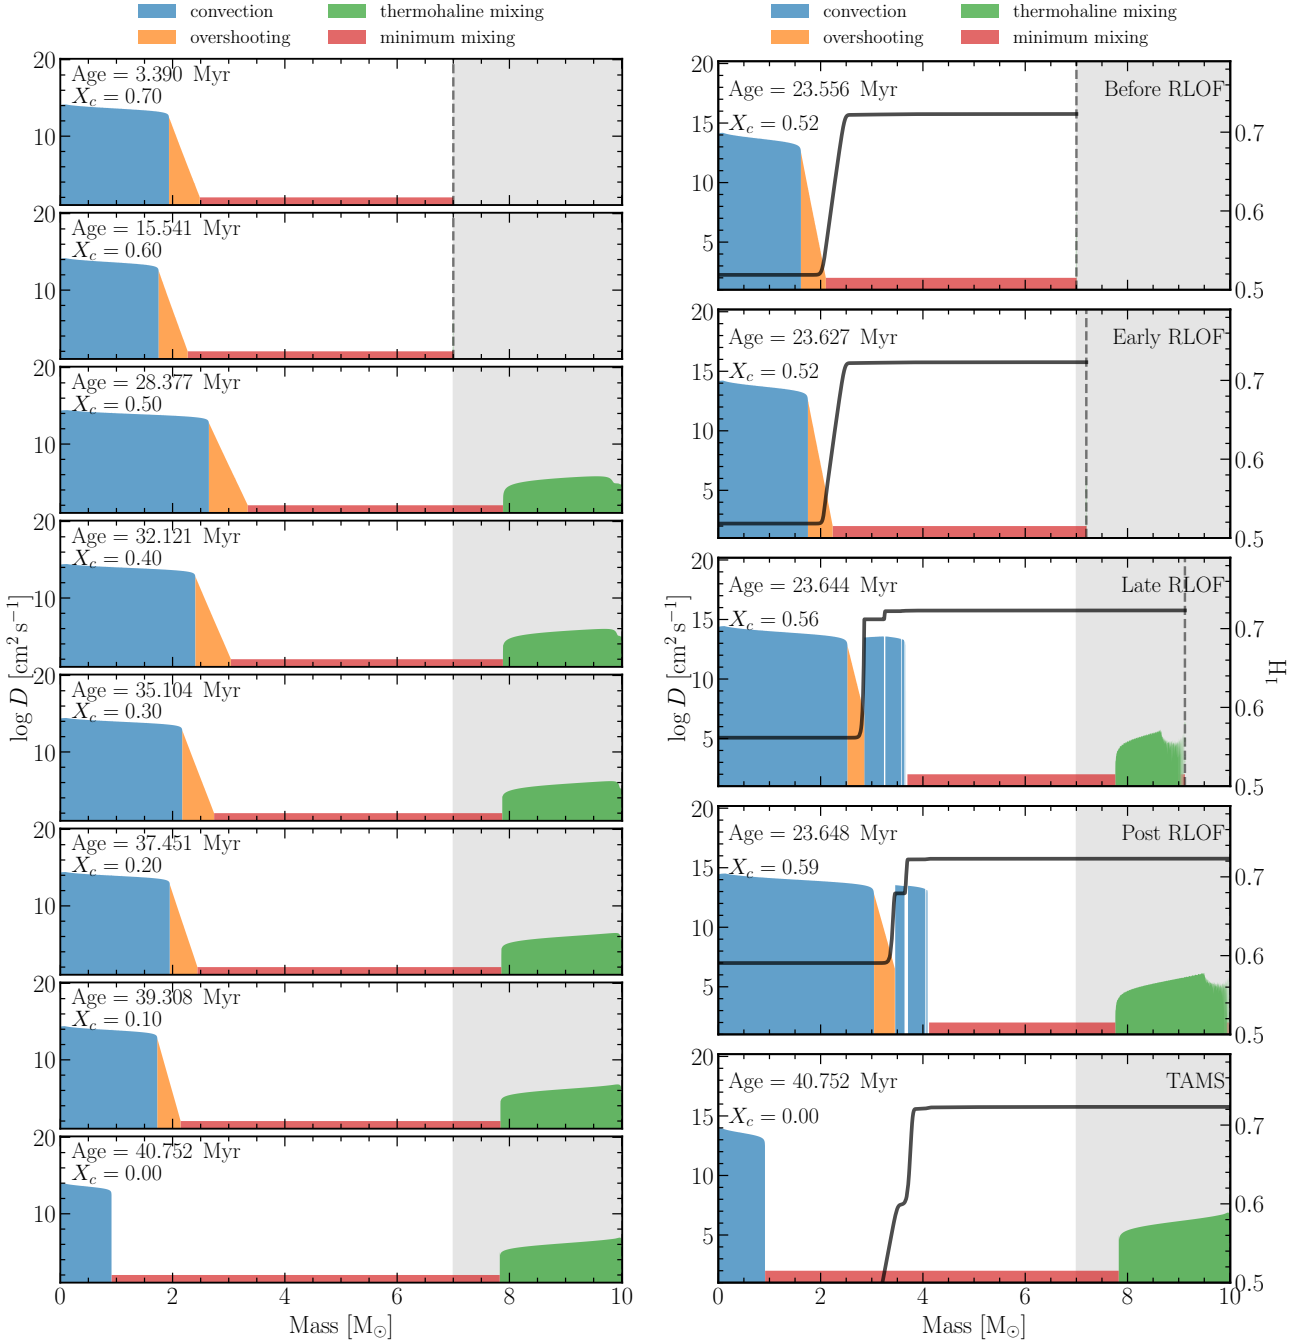 convection
overshooting
thermohaline mixing
minimum mixing
20
10
Age = 3.390 Myr
X_c = 0.70
20
10
Age = 15.541 Myr
X_c = 0.60
20
10
Age = 28.377 Myr
X_c = 0.50
20
10
Age = 32.121 Myr
X_c = 0.40
20
10
Age = 35.104 Myr
X_c = 0.30
20
10
Age = 37.451 Myr
X_c = 0.20
20
10
Age = 39.308 Myr
X_c = 0.10
20
10
Age = 40.752 Myr
X_c = 0.00
log D [cm² s⁻¹]
0 2 4 6 8 10
Mass [M☉]
convection
overshooting
thermohaline mixing
minimum mixing
20
15
10
5
Age = 23.556 Myr
X_c = 0.52
Before RLOF
0.7
0.6
0.5
20
15
10
5
Age = 23.627 Myr
X_c = 0.52
Early RLOF
0.7
0.6
0.5
20
15
10
5
Age = 23.644 Myr
X_c = 0.56
Late RLOF
0.7
0.6
0.5
20
15
10
5
Age = 23.648 Myr
X_c = 0.59
Post RLOF
0.7
0.6
0.5
20
15
10
5
Age = 40.752 Myr
X_c = 0.00
TAMS
0.7
0.6
0.5
log D [cm² s⁻¹]
¹H
0 2 4 6 8 10
Mass [M☉]